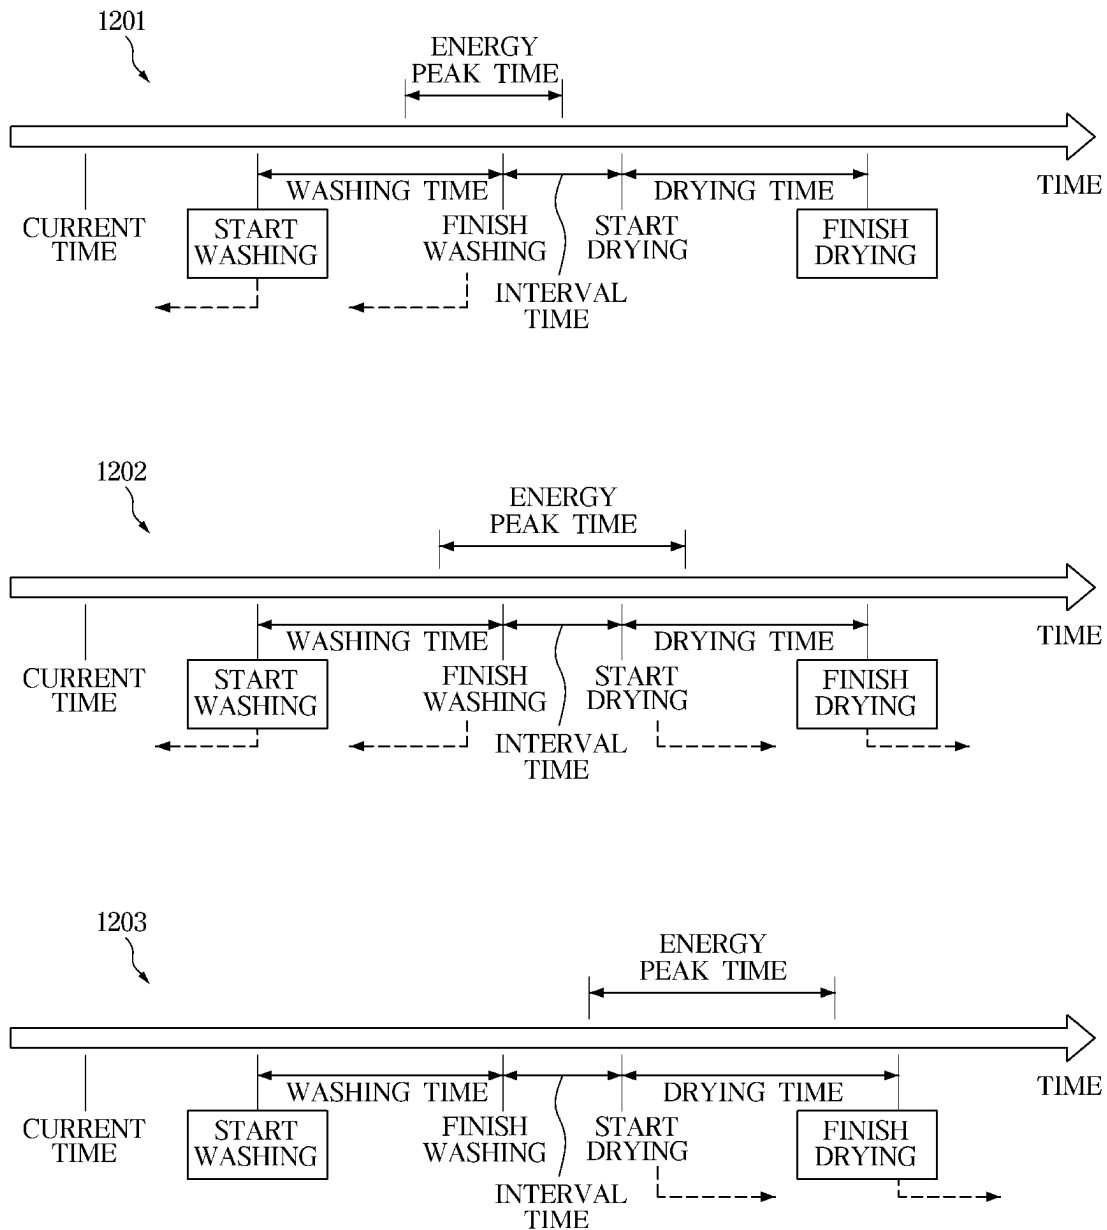 1201
ENERGY
PEAK TIME
TIME
WASHING TIME
DRYING TIME
CURRENT
TIME
START
WASHING
FINISH
WASHING
START
DRYING
FINISH
DRYING
INTERVAL
TIME
1202
ENERGY
PEAK TIME
TIME
WASHING TIME
DRYING TIME
CURRENT
TIME
START
WASHING
FINISH
WASHING
START
DRYING
FINISH
DRYING
INTERVAL
TIME
1203
ENERGY
PEAK TIME
TIME
WASHING TIME
DRYING TIME
CURRENT
TIME
START
WASHING
FINISH
WASHING
START
DRYING
FINISH
DRYING
INTERVAL
TIME